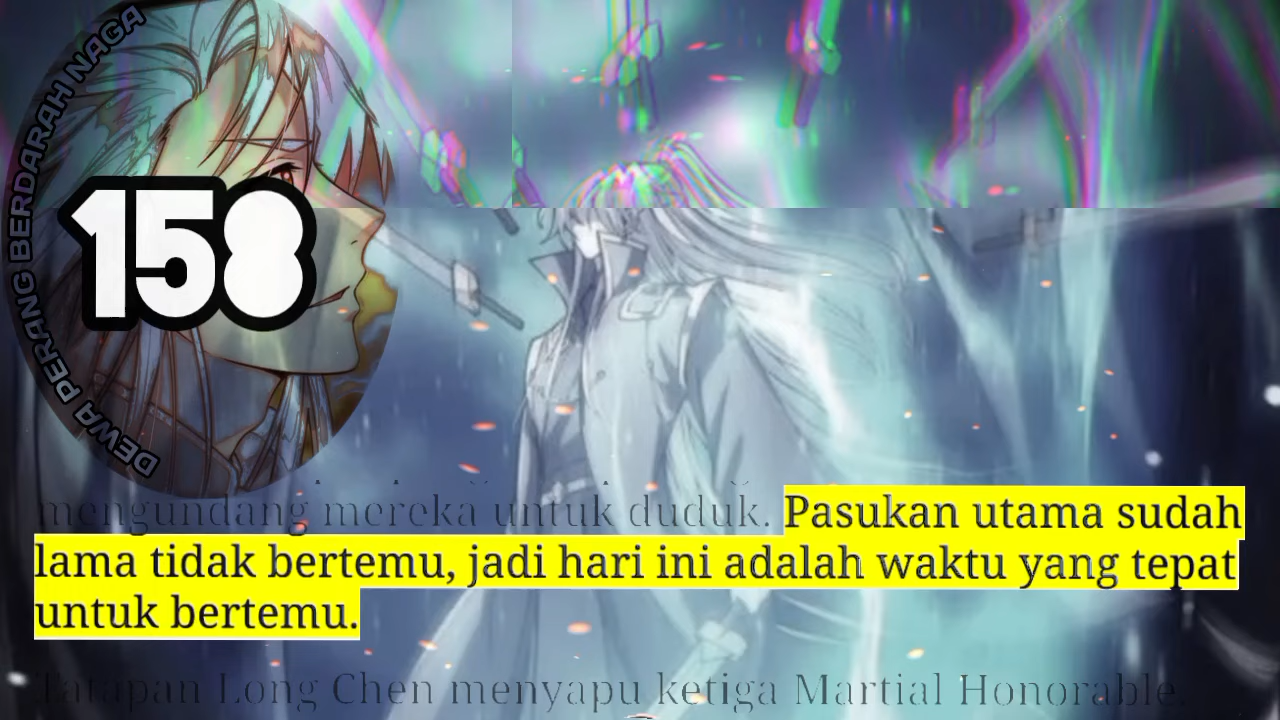 DEWA PERANG BERDARAH NAGA
158
mengundang mereka untuk duduk. Pasukan utama sudah
lama tidak bertemu, jadi hari ini adalah waktu yang tepat
untuk bertemu.
Tatapan Long Chen menyapu ketiga Martial Honorable.